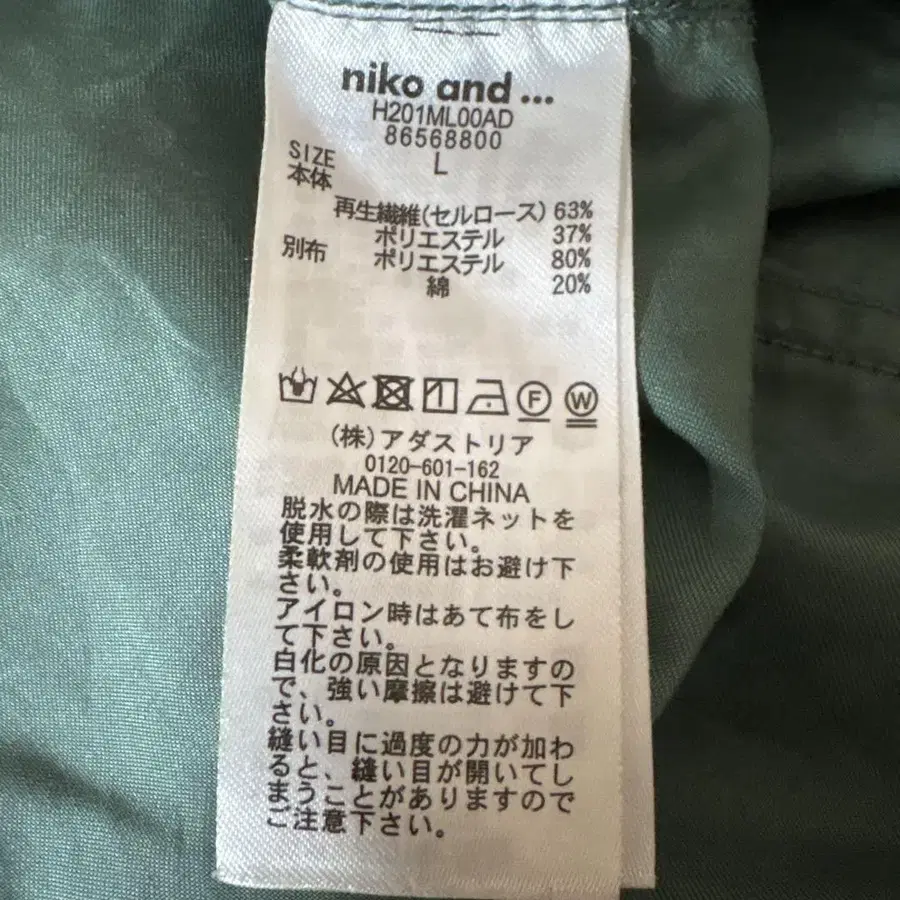 niko and ...
H201ML00AD
86568800
SIZE L
本体
再生繊維(セルロース) 63%
ポリエステル 37%
別布 ポリエステル 80%
綿 20%
F W
(株)アダストリア
0120-601-162
MADE IN CHINA
脱水の際は洗濯ネットを
使用して下さい。
柔軟剤の使用はお避け下
さい。
アイロン時はあて布をし
て下さい。
白化の原因となりますの
で、強い摩擦は避けて下
さい。
縫い目に過度の力が加わ
ると、縫い目が開いてし
まうことがありますので
ご注意下さい。